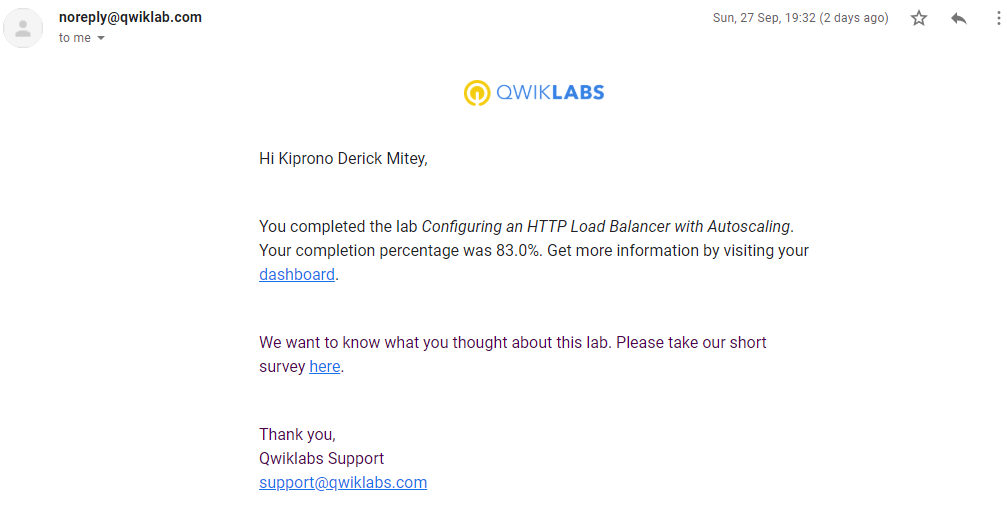 noreply@qwiklab.com
Sun, 27 Sep, 19:32 (2 days ago)
to me
QWIKLABS
Hi Kiprono Derick Mitey,
You completed the lab Configuring an HTTP Load Balancer with Autoscaling.
Your completion percentage was 83.0%. Get more information by visiting your
dashboard.
We want to know what you thought about this lab. Please take our short
survey here.
Thank you,
Qwiklabs Support
support@qwiklabs.com